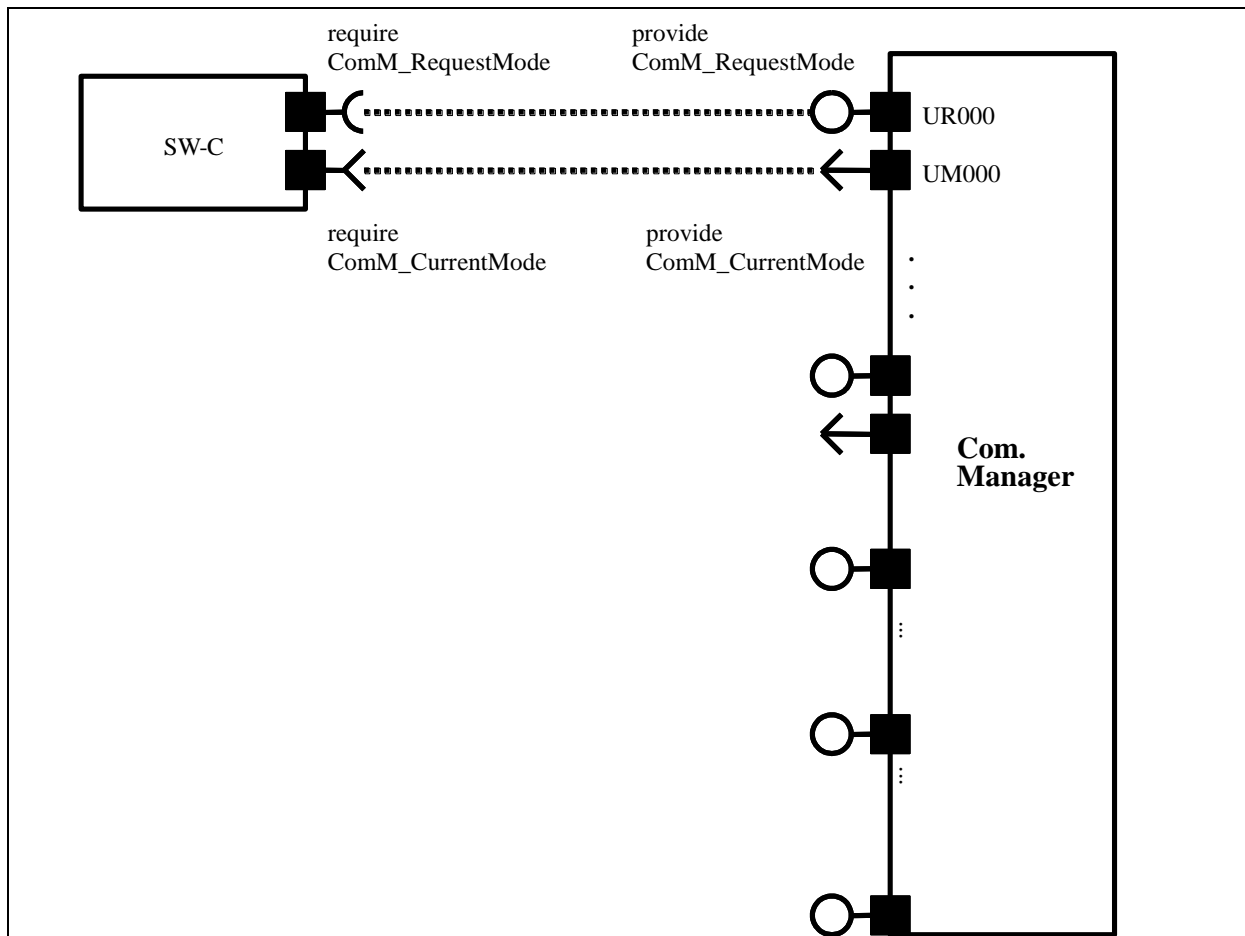 require
ComM_RequestMode
provide
ComM_RequestMode
SW-C
UR000
UM000
require
ComM_CurrentMode
provide
ComM_CurrentMode
Com.
Manager